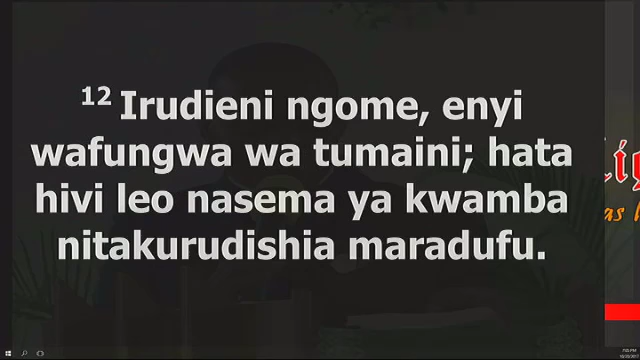 12 Irudieni ngome, enyi
wafungwa wa tumaini; hata
hivi leo nasema ya kwamba
nitakurudishia maradufu.